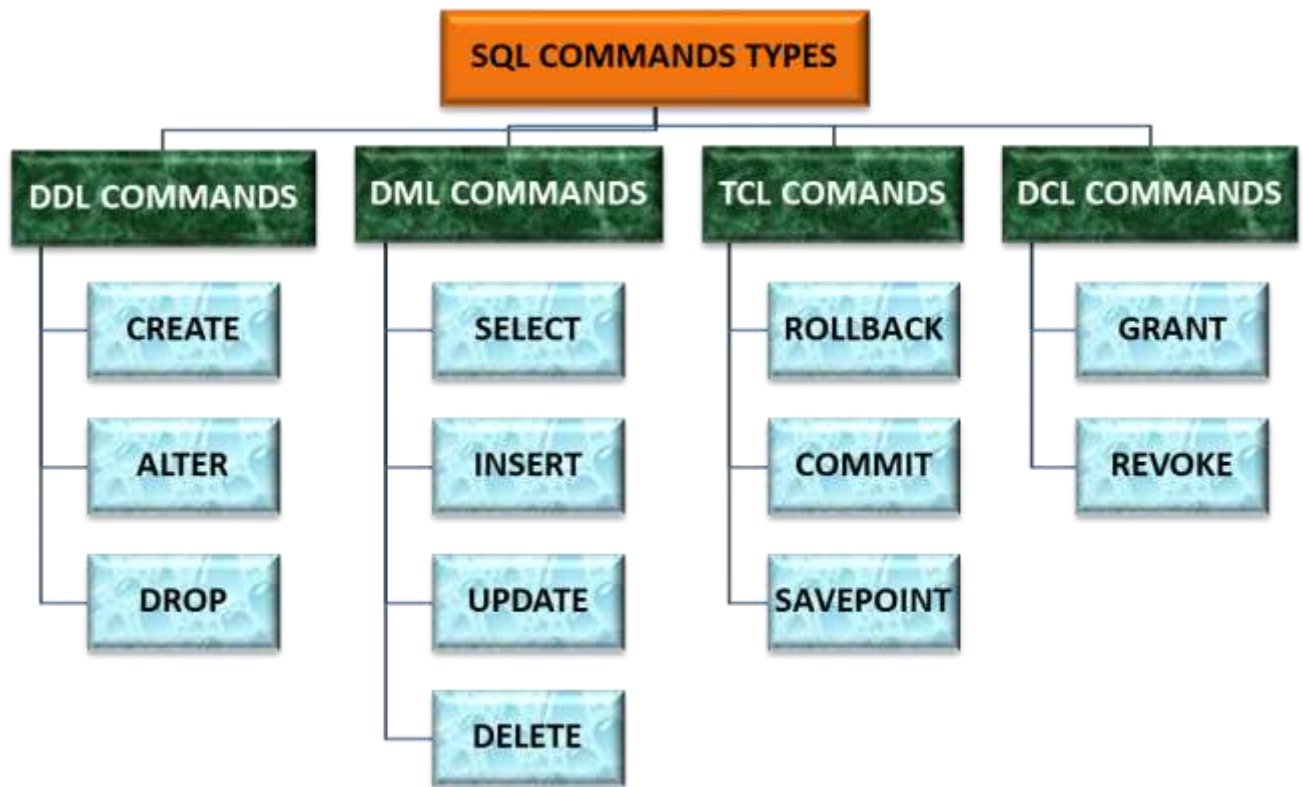 SQL COMMANDS TYPES
DDL COMMANDS
CREATE
ALTER
DROP
DML COMMANDS
SELECT
INSERT
UPDATE
DELETE
TCL COMANDS
ROLLBACK
COMMIT
SAVEPOINT
DCL COMMANDS
GRANT
REVOKE